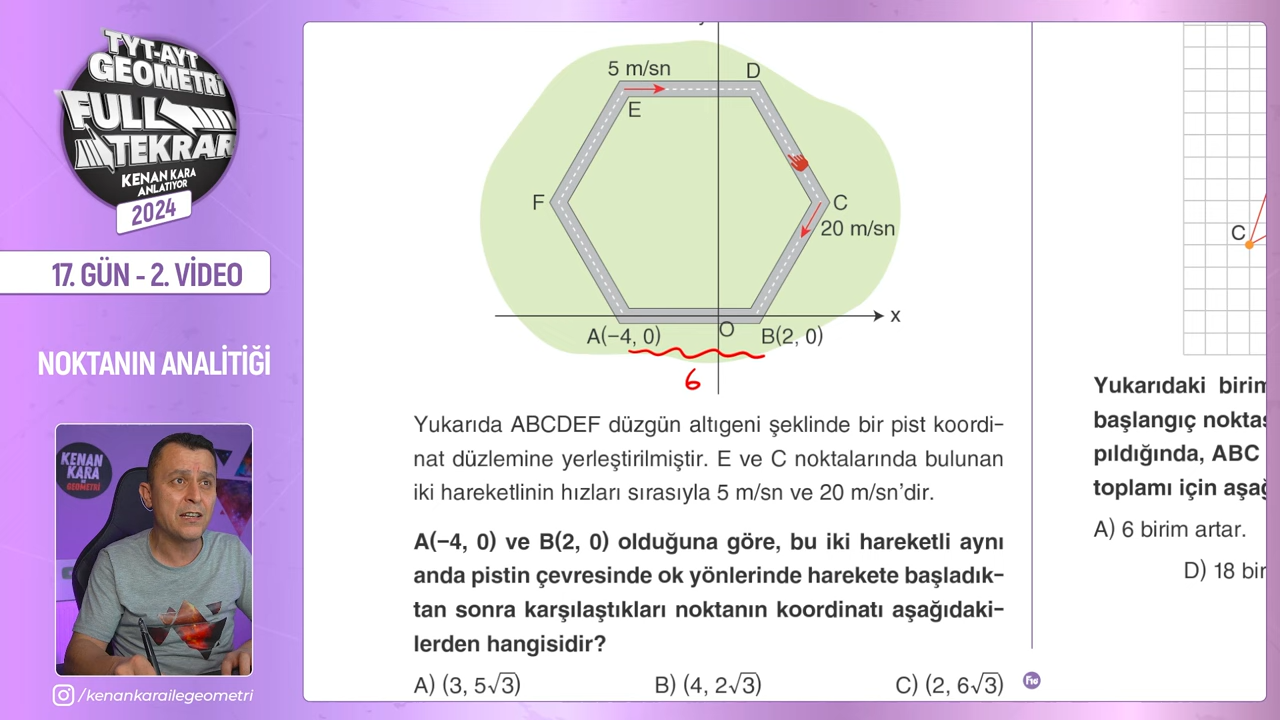 TYT-AYT
GEOMETRİ
FULL
TEKRAR
KENAN KARA
ANLATIYOR
2024
17. GÜN - 2. VİDEO
NOKTANIN ANALİTİĞİ
KENAN
KARA
GEOMETRİ
/kenankarailegeometri
5 m/sn
D
E
F
C
20 m/sn
x
O
A(−4, 0)
B(2, 0)
6
Yukarıda ABCDEF düzgün altıgeni şeklinde bir pist koordi-
nat düzlemine yerleştirilmiştir. E ve C noktalarında bulunan
iki hareketlinin hızları sırasıyla 5 m/sn ve 20 m/sn'dir.
A(−4, 0) ve B(2, 0) olduğuna göre, bu iki hareketli aynı
anda pistin çevresinde ok yönlerinde harekete başladık-
tan sonra karşılaştıkları noktanın koordinatı aşağıdaki-
lerden hangisidir?
A) (3, 5√3)
B) (4, 2√3)
C) (2, 6√3)
C
Yukarıdaki birim
başlangıç noktas
pıldığında, ABC
toplamı için aşağ
A) 6 birim artar.
D) 18 bir